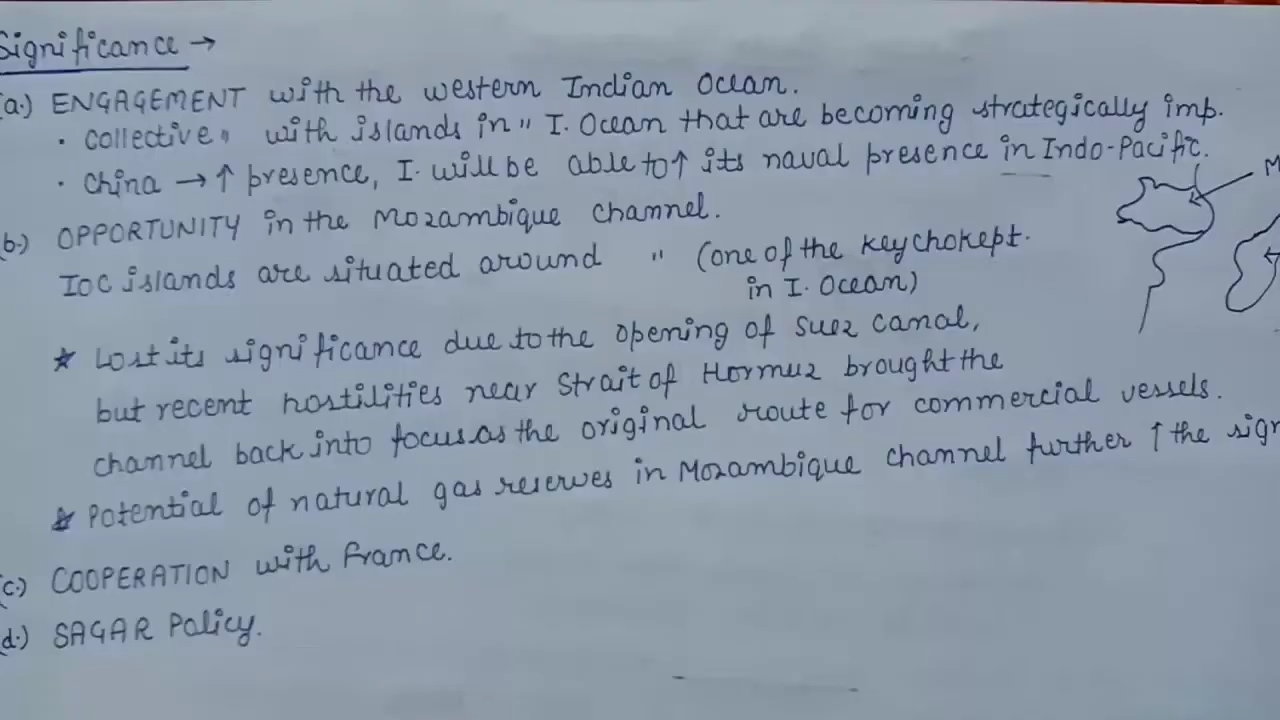 Significance →
(a.) ENGAGEMENT with the western Indian Ocean.
• Collective " with islands in " I. Ocean that are becoming strategically imp.
• China → ↑ presence, I. will be able to ↑ its naval presence in Indo-Pacific.
M
(b.) OPPORTUNITY in the Mozambique Channel.
IOC islands are situated around " (one of the key chokept.
in I. Ocean)
★ Lost its significance due to the opening of Suez Canal,
but recent hostilities near Strait of Hormuz brought the
channel back into focus as the original route for commercial vessels.
★ Potential of natural gas reserves in Mozambique Channel further ↑ the sign
(c.) COOPERATION with France.
(d.) SAGAR Policy.